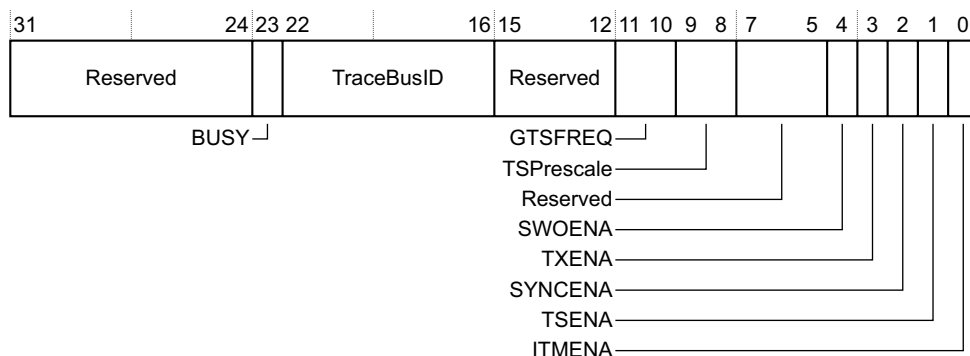 31 24 23 22 16 15 12 11 10 9 8 7 5 4 3 2 1 0
Reserved TraceBusID Reserved
BUSY GTSFREQ
TSPrescale
Reserved
SWOENA
TXENA
SYNCENA
TSENA
ITMENA